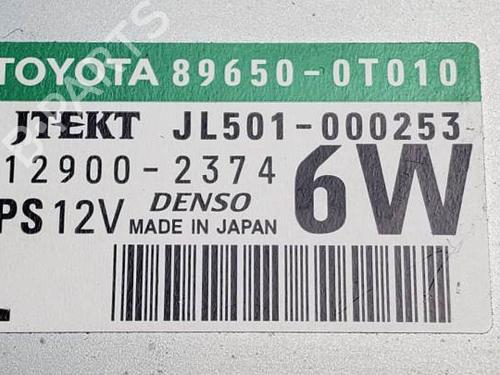 TOYOTA 89650-0T010
JTEKT JL501-000253
12900-2374
6W
PS 12V DENSO MADE IN JAPAN